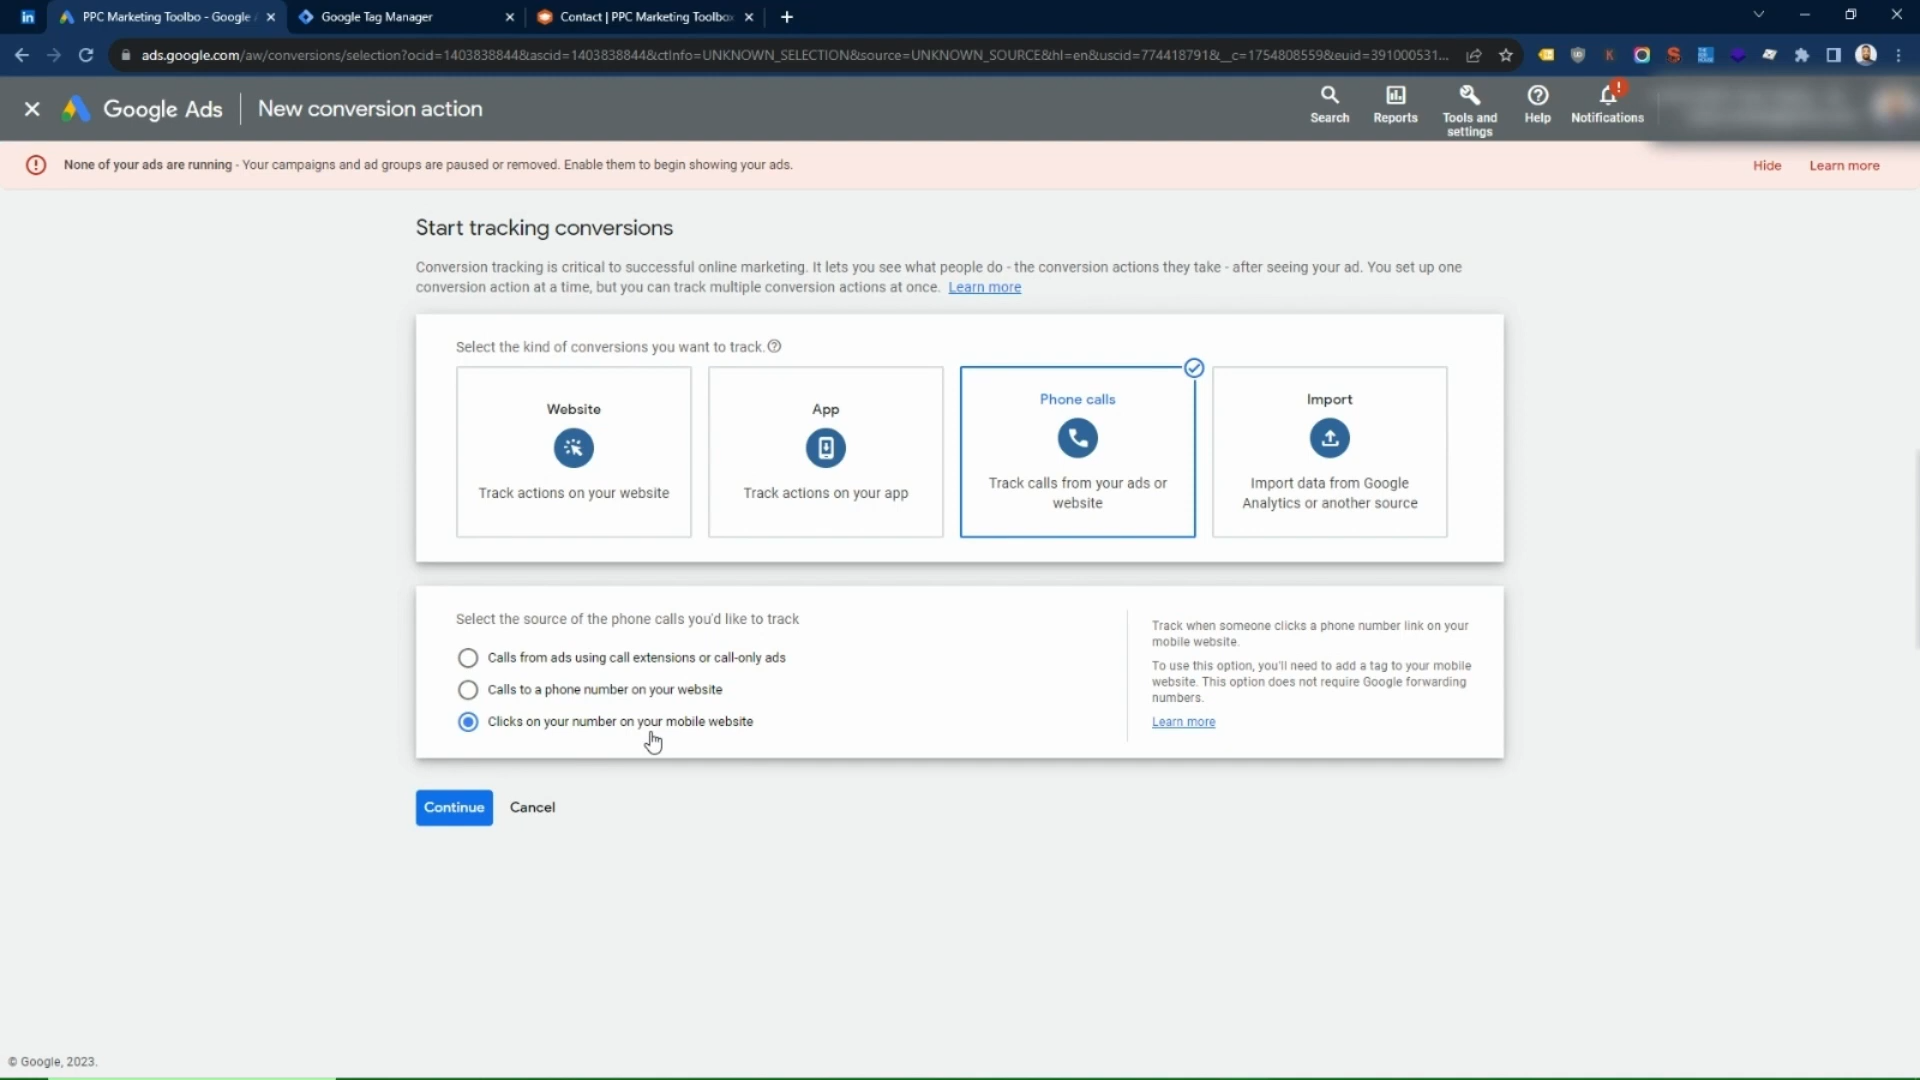 PPC Marketing Toolbo - Google A
Google Tag Manager
Contact | PPC Marketing Toolbox
ads.google.com/aw/conversions/selection?ocid=1403838844&ascid=1403838844&ctInfo=UNKNOWN_SELECTION&source=UNKNOWN_SOURCE&hl=en&uscid=774418791&__c=1754808559&euid=391000531...
Google Ads
New conversion action
Search
Reports
Tools and
settings
Help
Notifications
None of your ads are running - Your campaigns and ad groups are paused or removed. Enable them to begin showing your ads.
Hide
Learn more
Start tracking conversions
Conversion tracking is critical to successful online marketing. It lets you see what people do - the conversion actions they take - after seeing your ad. You set up one
conversion action at a time, but you can track multiple conversion actions at once. Learn more
Select the kind of conversions you want to track.
Website
Track actions on your website
App
Track actions on your app
Phone calls
Track calls from your ads or
website
Import
Import data from Google
Analytics or another source
Select the source of the phone calls you'd like to track
Calls from ads using call extensions or call-only ads
Calls to a phone number on your website
Clicks on your number on your mobile website
Track when someone clicks a phone number link on your
mobile website.
To use this option, you'll need to add a tag to your mobile
website. This option does not require Google forwarding
numbers.
Learn more
Continue
Cancel
© Google, 2023.